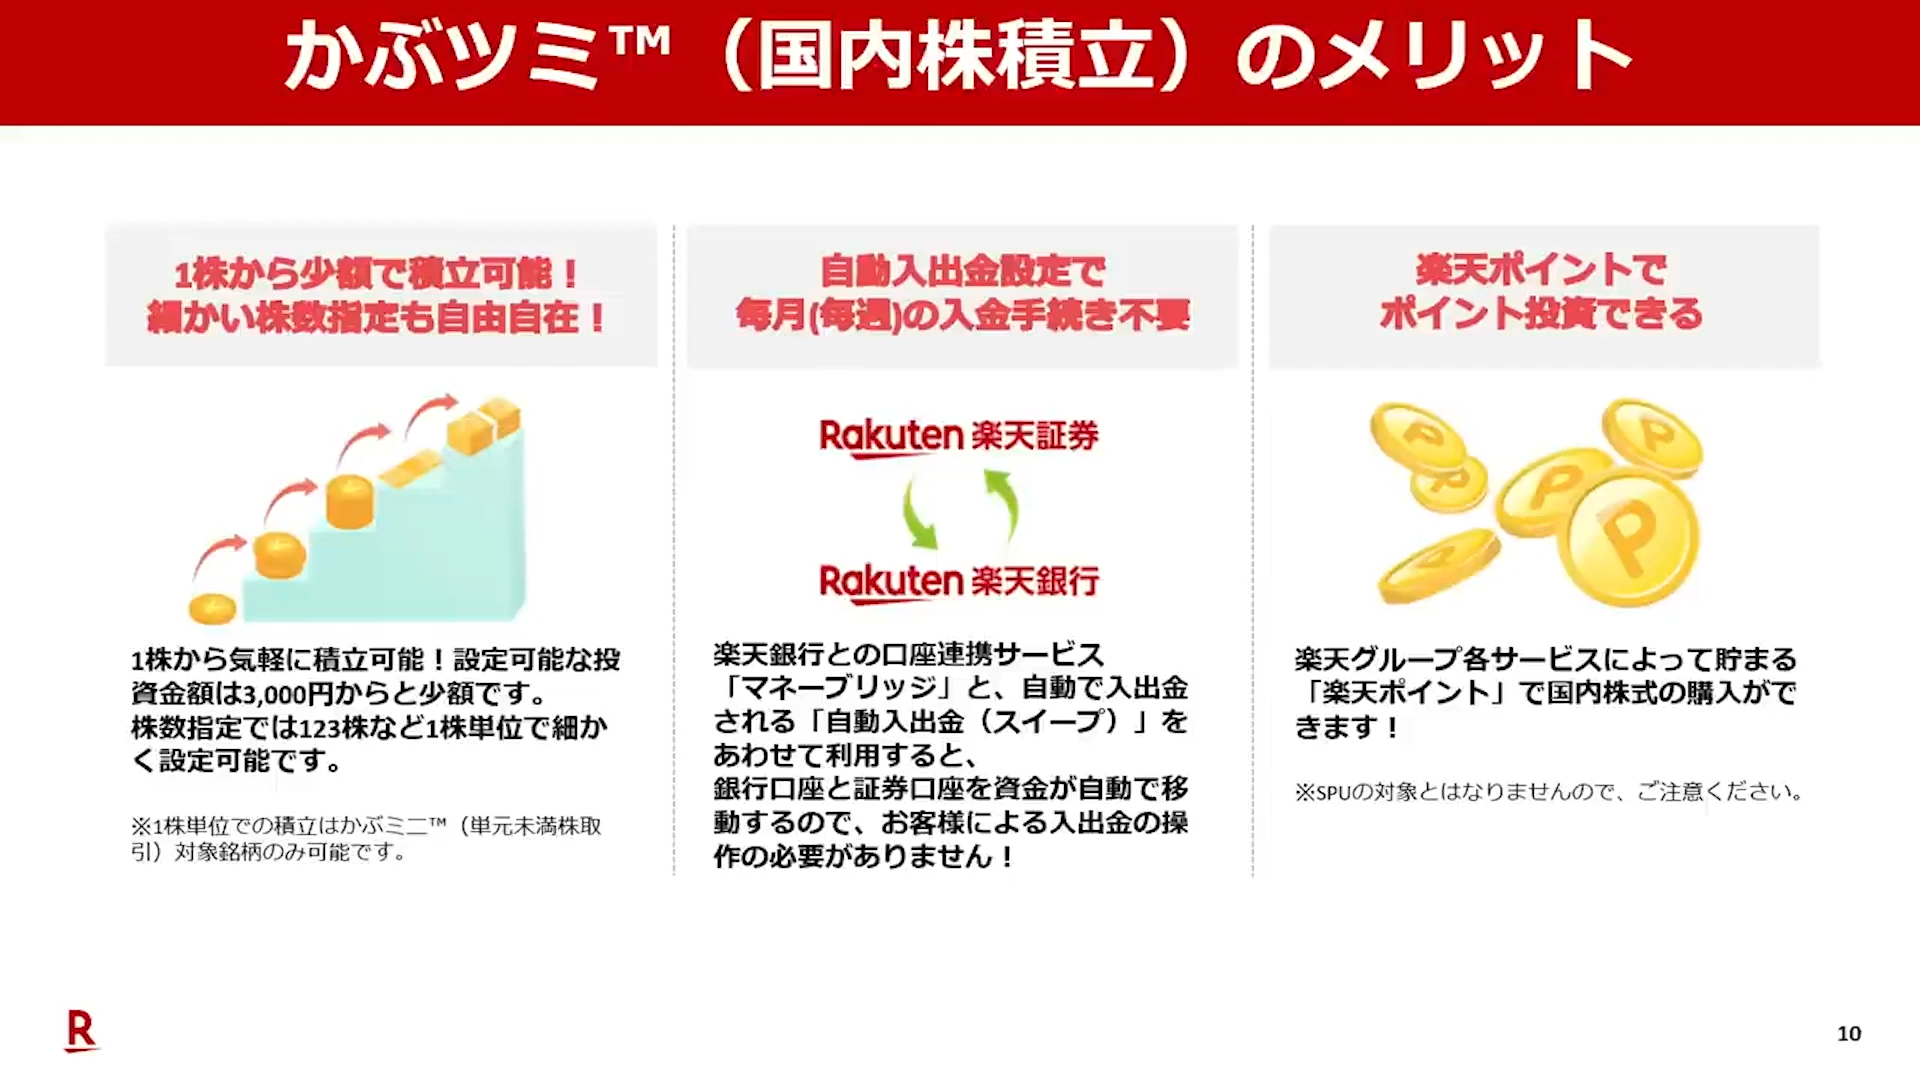 かぶツミ™（国内株積立）のメリット
1株から少額で積立可能！
細かい株数指定も自由自在！
1株から気軽に積立可能！設定可能な投
資金額は3,000円からと少額です。
株数指定では123株など1株単位で細か
く設定可能です。
※1株単位での積立はかぶミニ™（単元未満株取
引）対象銘柄のみ可能です。
自動入出金設定で
毎月(毎週)の入金手続き不要
Rakuten 楽天証券
Rakuten 楽天銀行
楽天銀行との口座連携サービス
「マネーブリッジ」と、自動で入出金
される「自動入出金（スイープ）」を
あわせて利用すると、
銀行口座と証券口座を資金が自動で移
動するので、お客様による入出金の操
作の必要がありません！
楽天ポイントで
ポイント投資できる
P
P
P
P
P
楽天グループ各サービスによって貯まる
「楽天ポイント」で国内株式の購入がで
きます！
※SPUの対象とはなりませんので、ご注意ください。
R
10